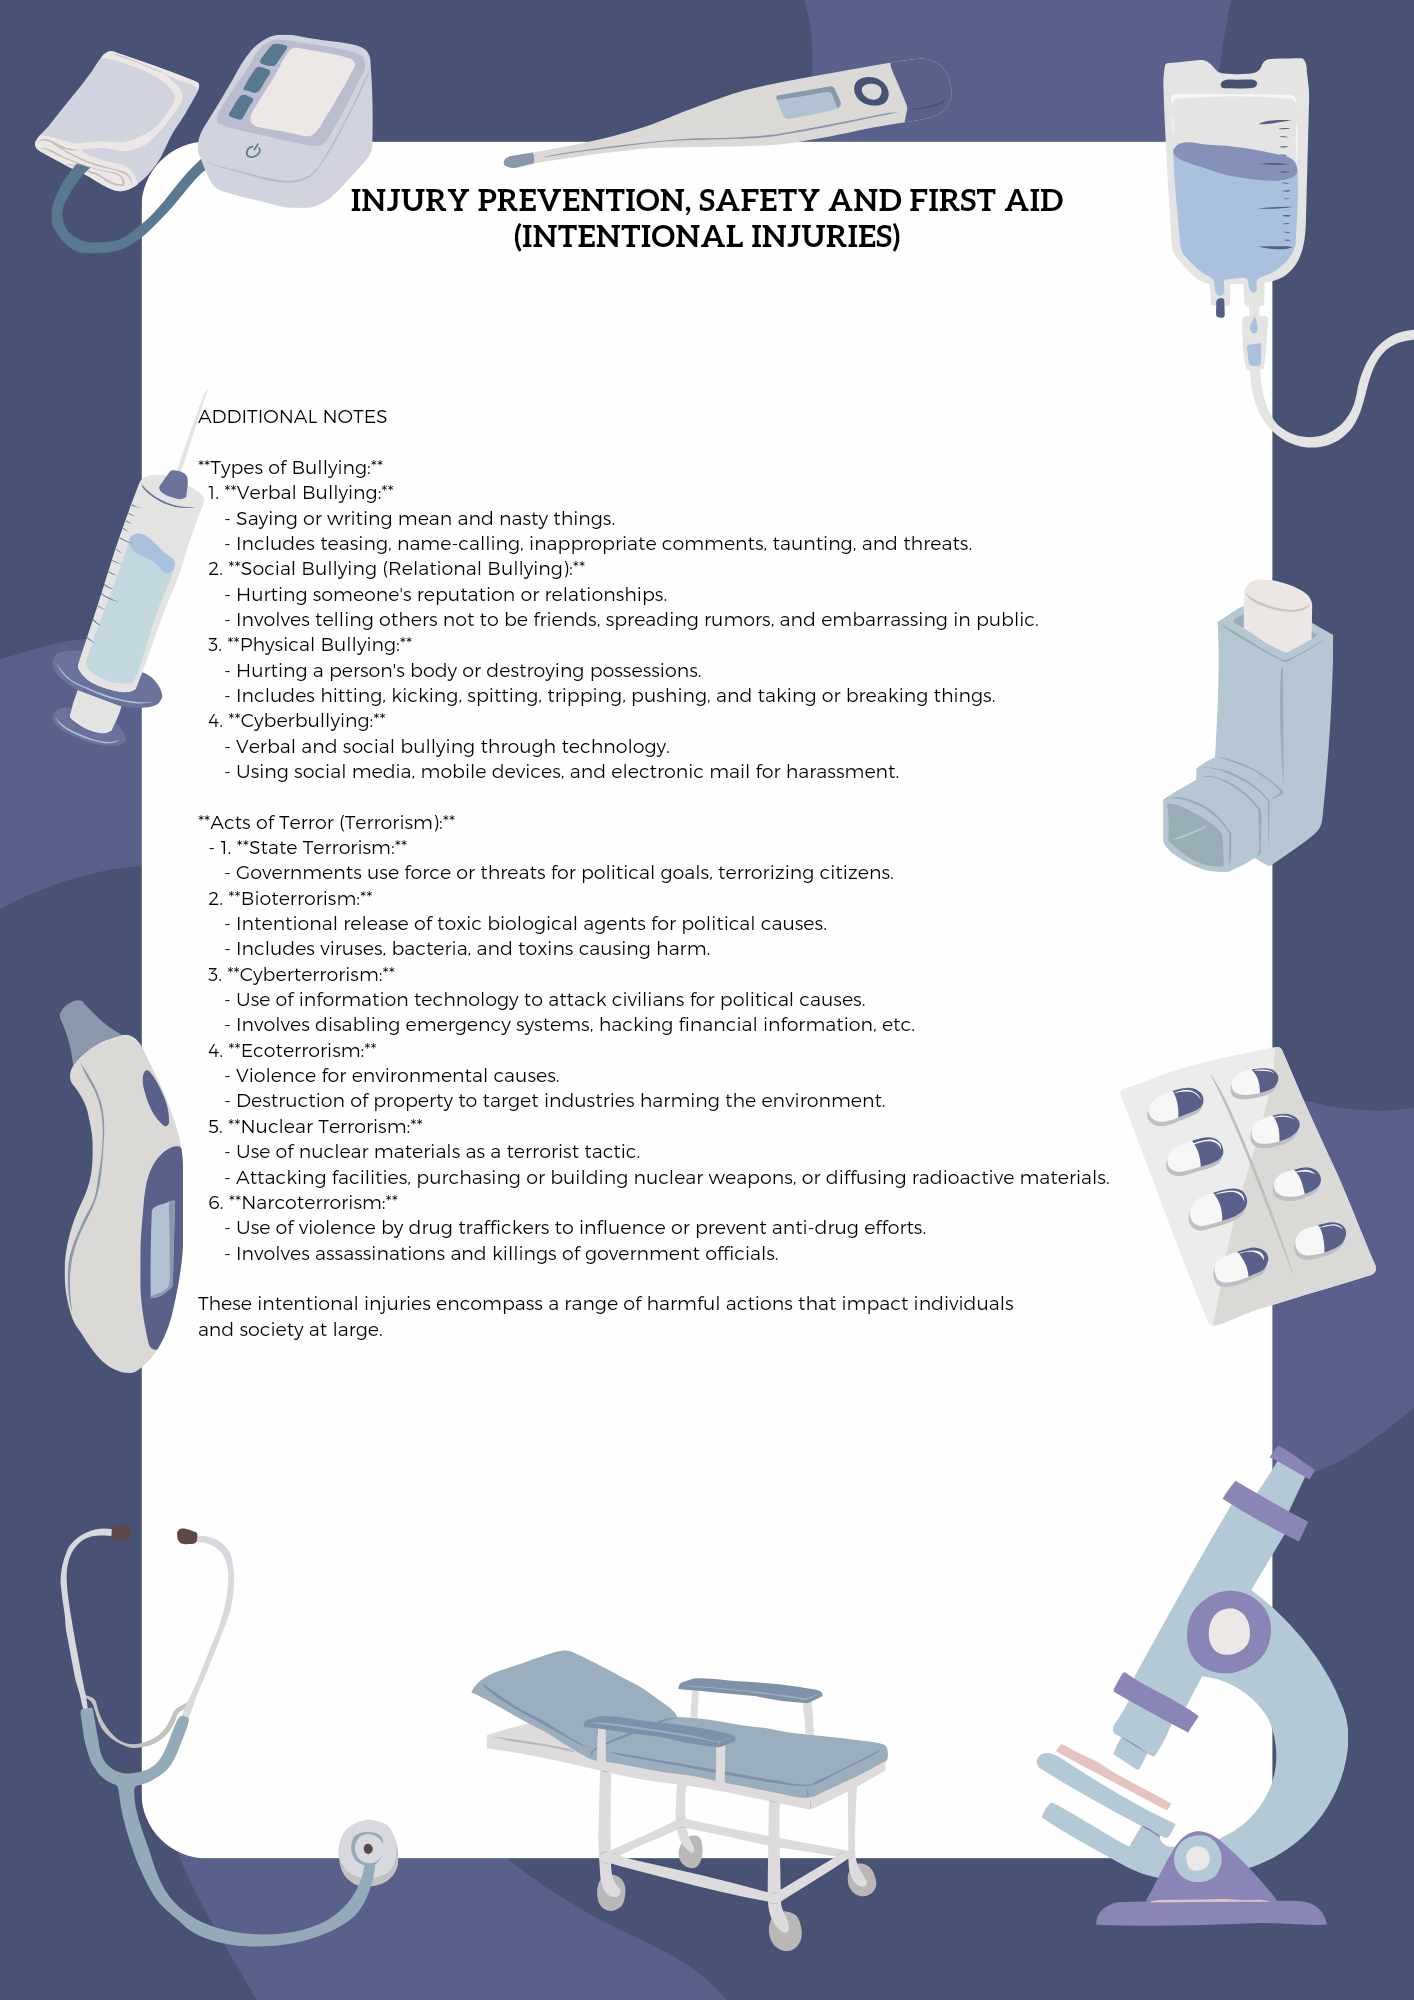 INJURY PREVENTION, SAFETY AND FIRST AID
(INTENTIONAL INJURIES)
ADDITIONAL NOTES
**Types of Bullying:**
1. **Verbal Bullying:**
- Saying or writing mean and nasty things.
- Includes teasing, name-calling, inappropriate comments, taunting, and threats.
2. **Social Bullying (Relational Bullying):**
- Hurting someone's reputation or relationships.
- Involves telling others not to be friends, spreading rumors, and embarrassing in public.
3. **Physical Bullying:**
- Hurting a person's body or destroying possessions.
- Includes hitting, kicking, spitting, tripping, pushing, and taking or breaking things.
4. **Cyberbullying:**
- Verbal and social bullying through technology.
- Using social media, mobile devices, and electronic mail for harassment.
**Acts of Terror (Terrorism):**
- 1. **State Terrorism:**
- Governments use force or threats for political goals, terrorizing citizens.
2. **Bioterrorism:**
- Intentional release of toxic biological agents for political causes.
- Includes viruses, bacteria, and toxins causing harm.
3. **Cyberterrorism:**
- Use of information technology to attack civilians for political causes.
- Involves disabling emergency systems, hacking financial information, etc.
4. **Ecoterrorism:**
- Violence for environmental causes.
- Destruction of property to target industries harming the environment.
5. **Nuclear Terrorism:**
- Use of nuclear materials as a terrorist tactic.
- Attacking facilities, purchasing or building nuclear weapons, or diffusing radioactive materials.
6. **Narcoterrorism:**
- Use of violence by drug traffickers to influence or prevent anti-drug efforts.
- Involves assassinations and killings of government officials.
These intentional injuries encompass a range of harmful actions that impact individuals
and society at large.